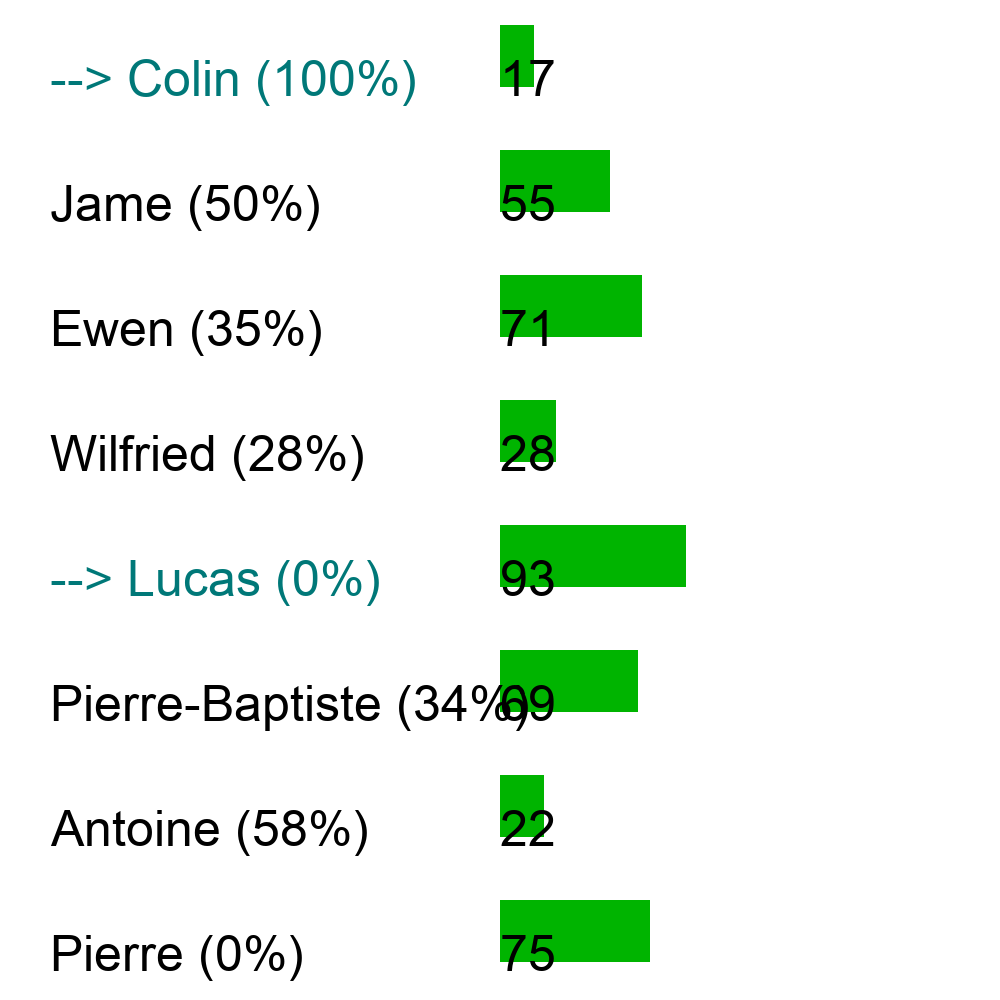 --> Colin (100%) 17
Jame (50%) 55
Ewen (35%) 71
Wilfried (28%) 28
--> Lucas (0%) 93
Pierre-Baptiste (34%) 69
Antoine (58%) 22
Pierre (0%) 75